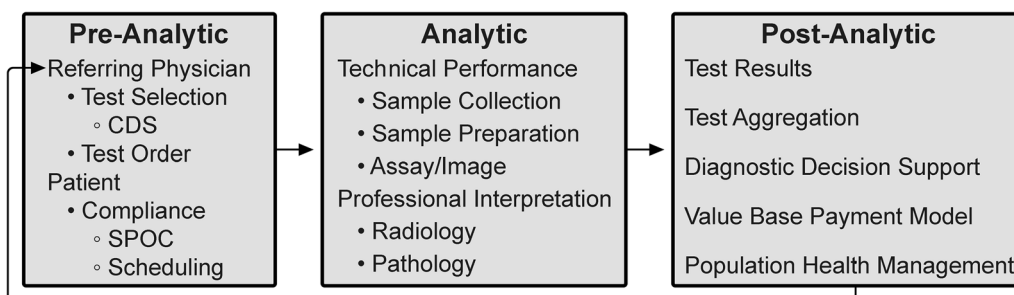 Pre-Analytic
Referring Physician
• Test Selection
◦ CDS
• Test Order
Patient
• Compliance
◦ SPOC
◦ Scheduling
Analytic
Technical Performance
• Sample Collection
• Sample Preparation
• Assay/Image
Professional Interpretation
• Radiology
• Pathology
Post-Analytic
Test Results
Test Aggregation
Diagnostic Decision Support
Value Base Payment Model
Population Health Management